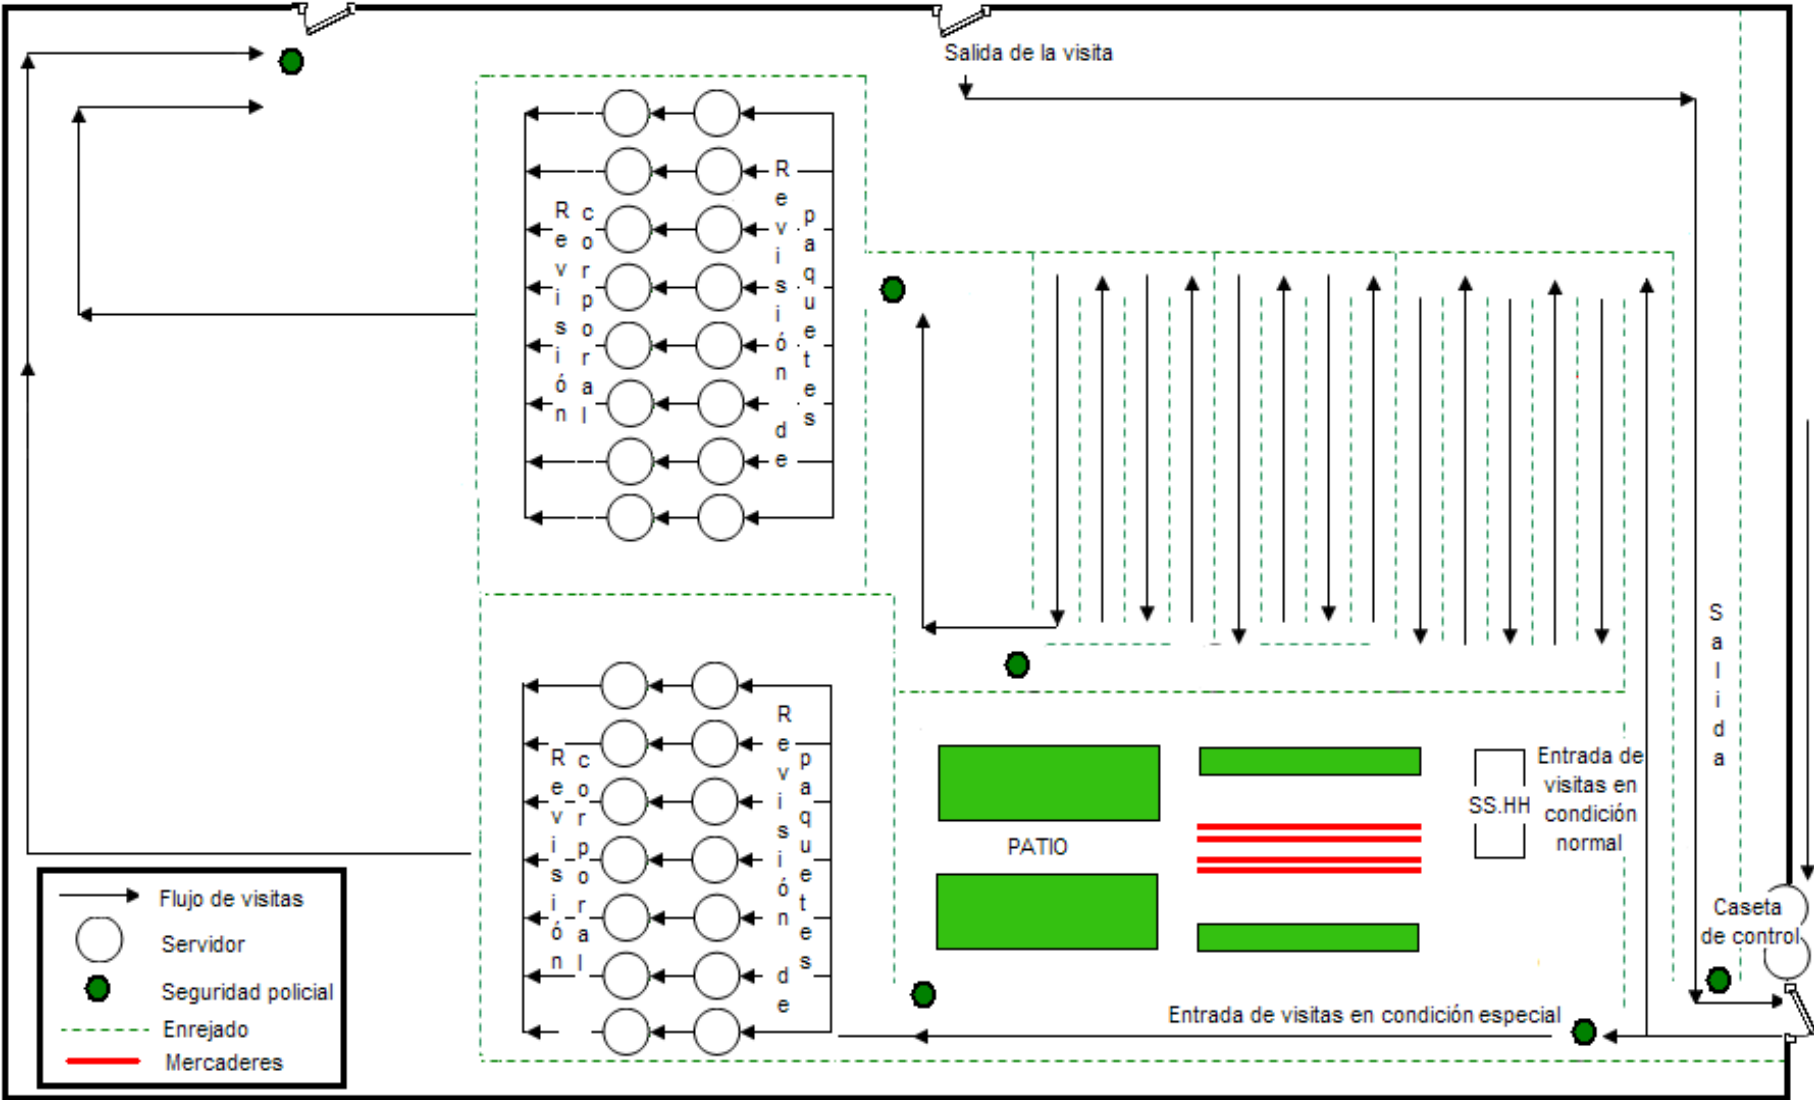 Salida de la visita
Revisión
corporal
Revisión de
paquetes
Salida
Revisión
corporal
Revisión de
paquetes
PATIO
SS.HH
Entrada de
visitas en
condición
normal
Caseta
de control
Entrada de visitas en condición especial
Flujo de visitas
Servidor
Seguridad policial
Enrejado
Mercaderes